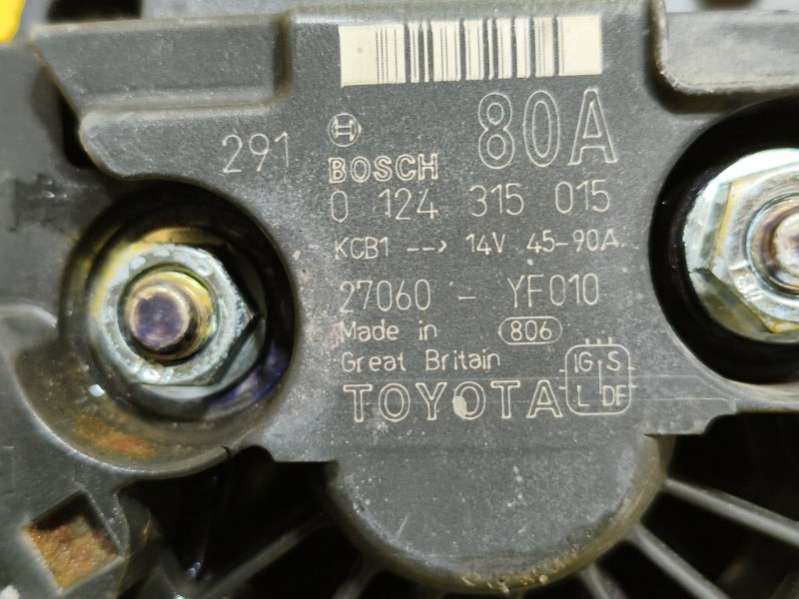 80A
291
BOSCH
0 124 315 015
KCB1 --> 14V 45-90A
27060 - YF010
Made in 806
Great Britain
IG S
TOYOTA
L DF